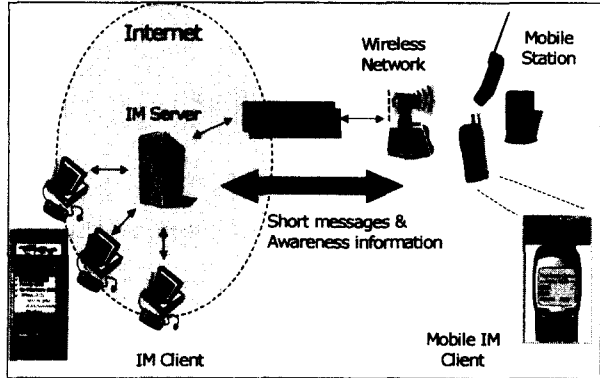 Internet
IM Server
Wireless
Network
Mobile
Station
Short messages &
Awareness information
IM Client
Mobile IM
Client